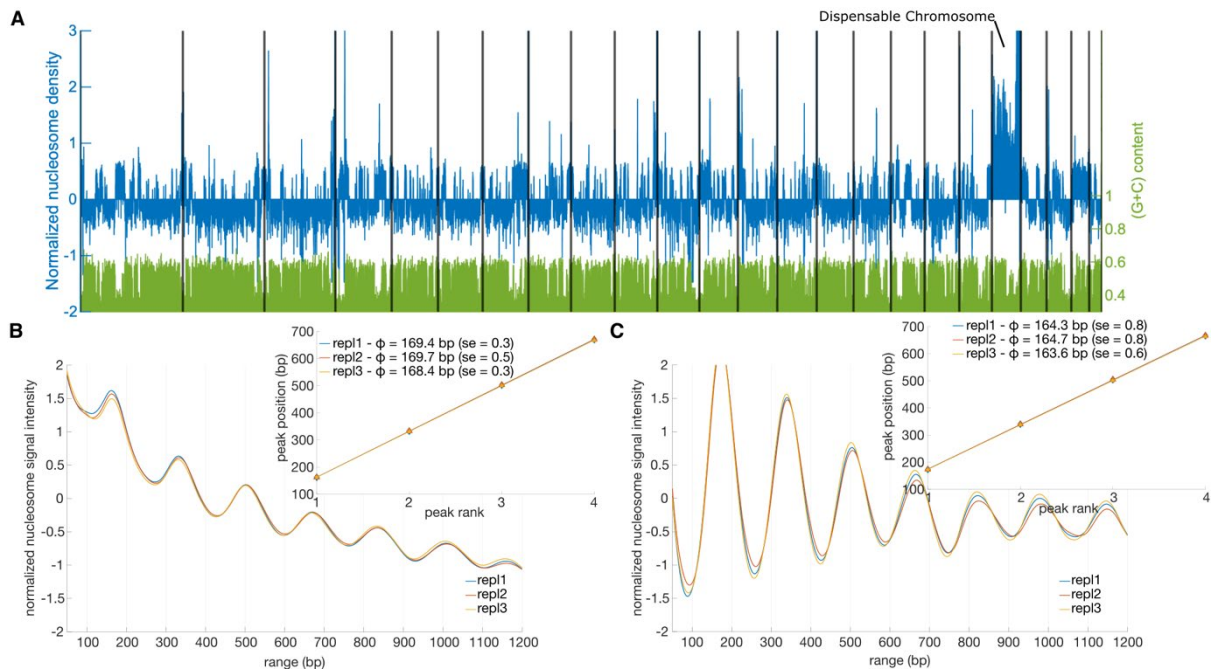 A
Dispensable Chromosome
Normalized nucleosome density
3
2
1
0
-1
-2
(G+C) content
1
0.8
0.6
0.4
B
normalized nucleosome signal intensity
2
1.5
1
0.5
0
-0.5
-1
-1.5
-2
100 200 300 400 500 600 700 800 900 1000 1100 1200
range (bp)
repl1
repl2
repl3
peak position (bp)
700
600
500
400
300
200
100
repl1 - ɸ = 169.4 bp (se = 0.3)
repl2 - ɸ = 169.7 bp (se = 0.5)
repl3 - ɸ = 168.4 bp (se = 0.3)
1 2 3 4
peak rank
C
normalized nucleosome signal intensity
2
1.5
1
0.5
0
-0.5
-1
-1.5
-2
100 200 300 400 500 600 700 800 900 1000 1100 1200
range (bp)
repl1
repl2
repl3
peak position (bp)
700
600
500
400
300
200
100
repl1 - ɸ = 164.3 bp (se = 0.8)
repl2 - ɸ = 164.7 bp (se = 0.8)
repl3 - ɸ = 163.6 bp (se = 0.6)
1 2 3 4
peak rank